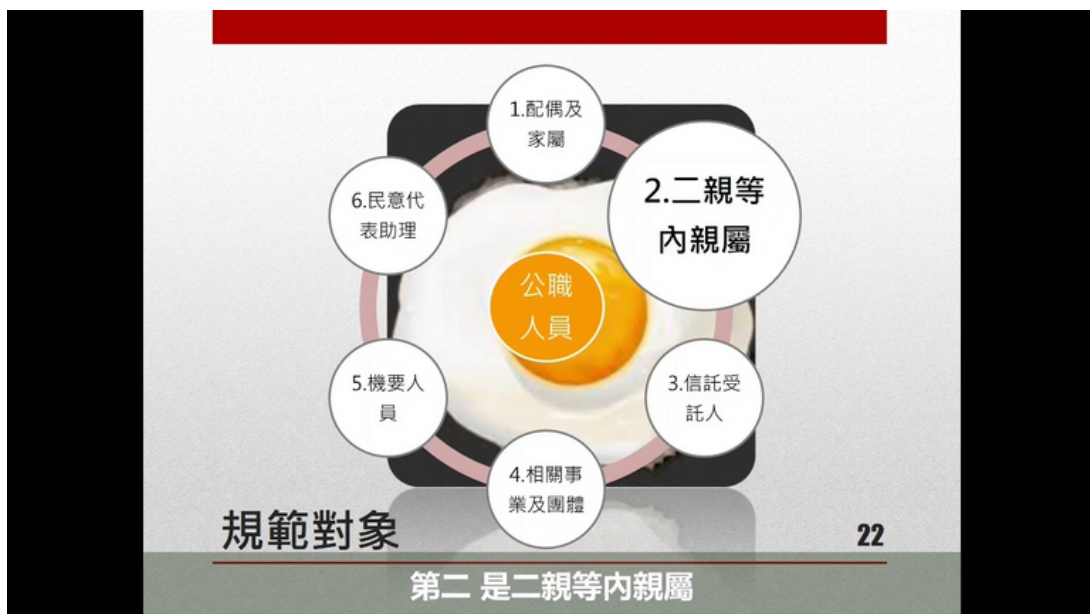 1.配偶及
家屬
2.二親等
內親屬
3.信託受
託人
4.相關事
業及團體
5.機要人
員
6.民意代
表助理
公職
人員
規範對象
22
第二 是二親等內親屬